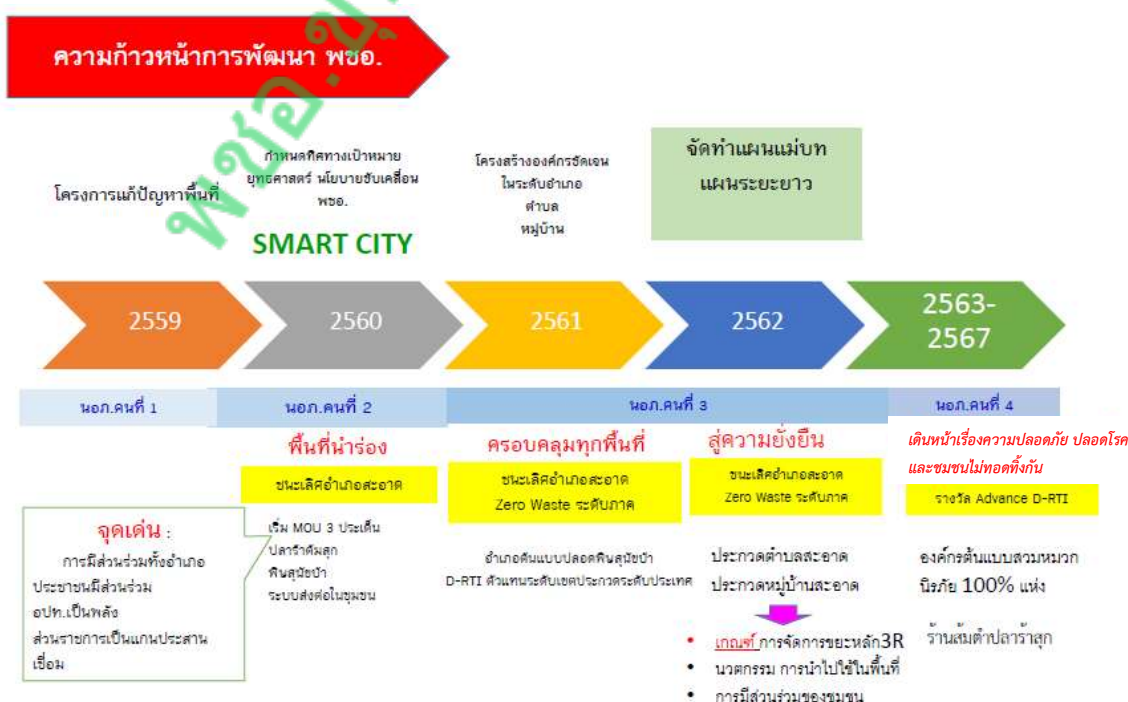 ความก้าวหน้าการพัฒนา พชอ.
พชอ.ขุ
โครงการแก้ปัญหาพื้นที่
กำหนดทิศทางเป้าหมาย
ยุทธศาสตร์ นโยบายขับเคลื่อน
พชอ.
SMART CITY
โครงสร้างองค์กรชัดเจน
ในระดับอำเภอ
ตำบล
หมู่บ้าน
จัดทำแผนแม่บท
แผนระยะยาว
2559
2560
2561
2562
2563-
2567
นอภ.คนที่ 1
นอภ.คนที่ 2
นอภ.คนที่ 3
นอภ.คนที่ 4
พื้นที่นำร่อง
ชนะเลิศอำเภอสะอาด
เริ่ม MOU 3 ประเด็น
ปลาร้าต้มสุก
พินสุนัขบ้า
ระบบส่งต่อในชุมชน
จุดเด่น :
การมีส่วนร่วมทั้งอำเภอ
ประชาชนมีส่วนร่วม
อปท.เป็นพลัง
ส่วนราชการเป็นแกนประสาน
เชื่อม
ครอบคลุมทุกพื้นที่
ชนะเลิศอำเภอสะอาด
Zero Waste ระดับภาค
อำเภอต้นแบบปลอดพิษสุนัขบ้า
D-RTI ตัวแทนระดับเขตประกวดระดับประเทศ
สู่ความยั่งยืน
ชนะเลิศอำเภอสะอาด
Zero Waste ระดับภาค
ประกวดตำบลสะอาด
ประกวดหมู่บ้านสะอาด
• เกณฑ์ การจัดการขยะหลัก3R
• นวตกรรม การนำไปใช้ในพื้นที่
• การมีส่วนร่วมของชุมชน
เดินหน้าเรื่องความปลอดภัย ปลอดโรค
และชุมชนไม่ทอดทิ้งกัน
รางวัล Advance D-RTI
องค์กรต้นแบบสวมหมวก
นิรภัย 100% แห่ง
ร้านส้มตำปลาร้าสุก